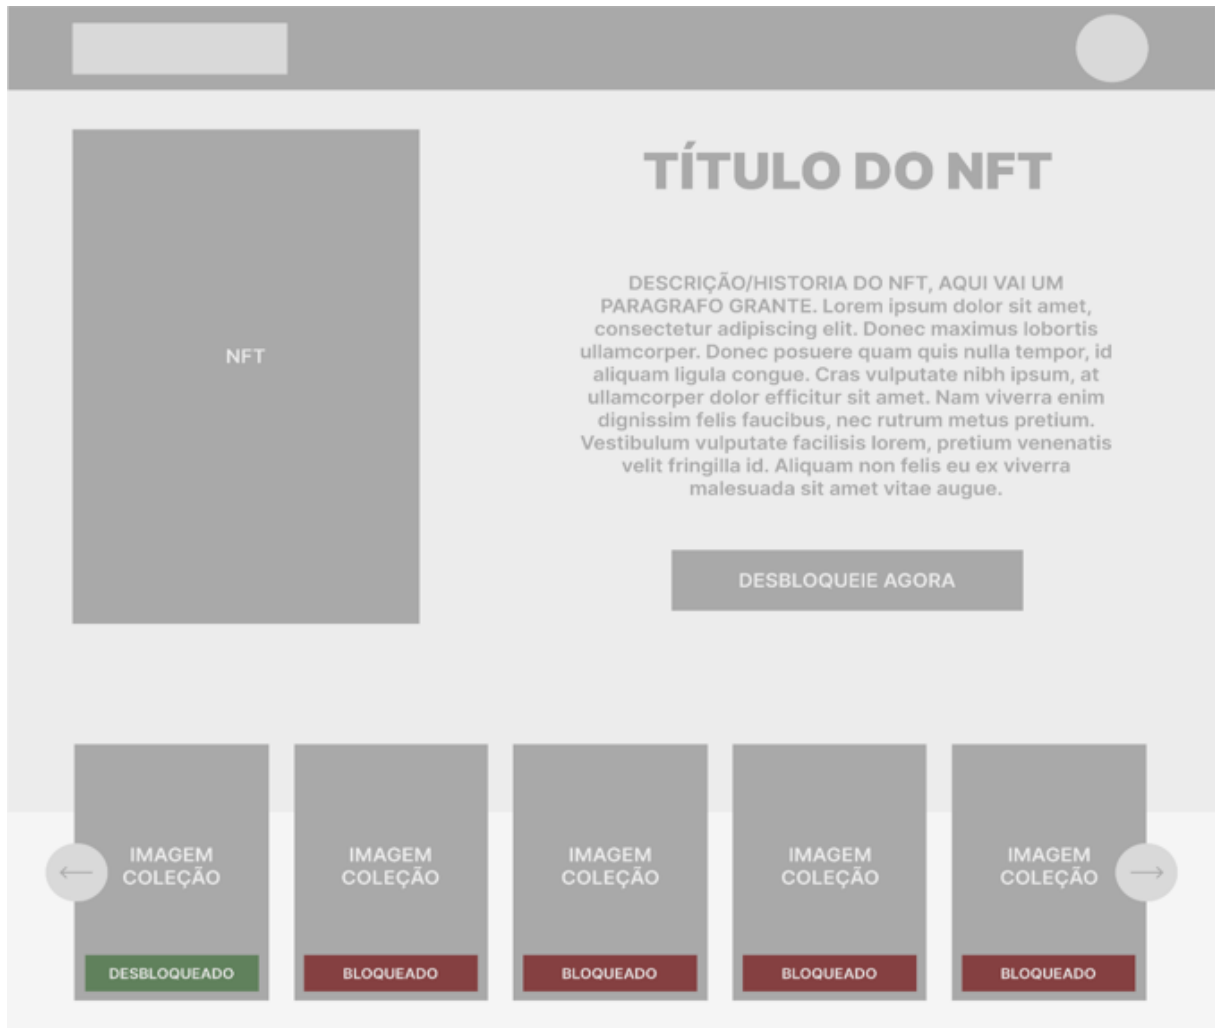 TÍTULO DO NFT
NFT
DESCRIÇÃO/HISTORIA DO NFT, AQUI VAI UM
PARAGRAFO GRANTE. Lorem ipsum dolor sit amet,
consectetur adipiscing elit. Donec maximus lobortis
ullamcorper. Donec posuere quam quis nulla tempor, id
aliquam ligula congue. Cras vulputate nibh ipsum, at
ullamcorper dolor efficitur sit amet. Nam viverra enim
dignissim felis faucibus, nec rutrum metus pretium.
Vestibulum vulputate facilisis lorem, pretium venenatis
velit fringilla id. Aliquam non felis eu ex viverra
malesuada sit amet vitae augue.
DESBLOQUEIE AGORA
IMAGEM
COLEÇÃO
DESBLOQUEADO
IMAGEM
COLEÇÃO
BLOQUEADO
IMAGEM
COLEÇÃO
BLOQUEADO
IMAGEM
COLEÇÃO
BLOQUEADO
IMAGEM
COLEÇÃO
BLOQUEADO